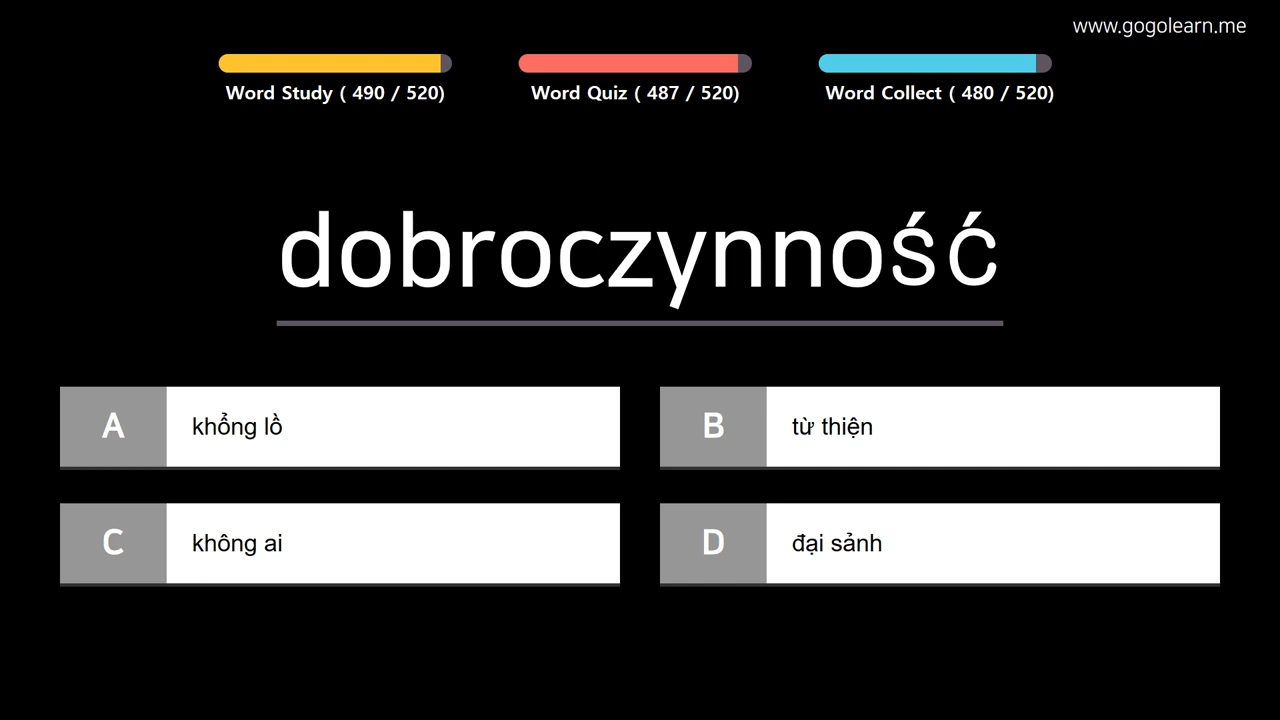 www.gogolearn.me
Word Study ( 490 / 520)
Word Quiz ( 487 / 520)
Word Collect ( 480 / 520)
dobroczynność
A khổng lồ
B từ thiện
C không ai
D đại sảnh